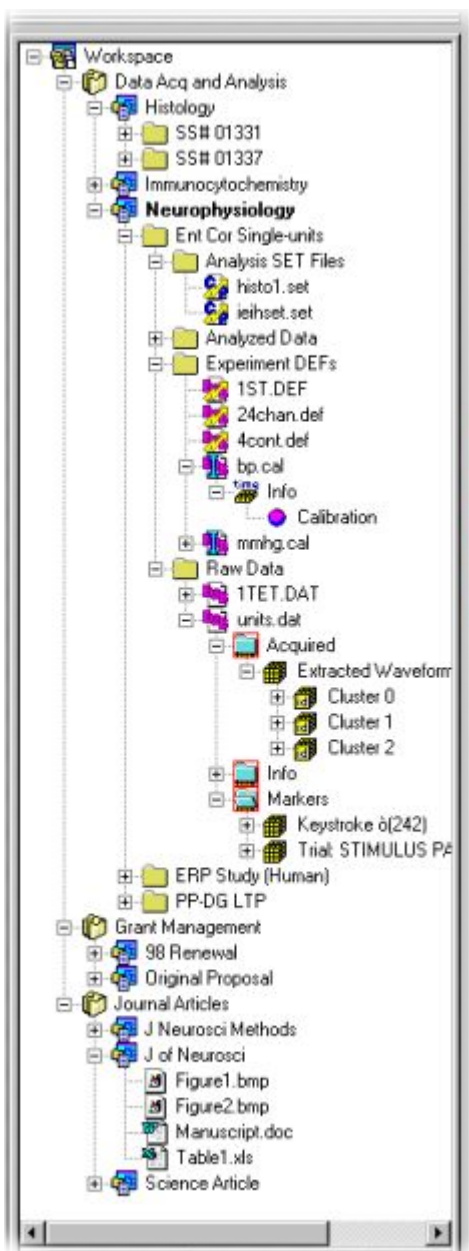 Workspace
Data Acq and Analysis
Histology
SS# 01331
SS# 01337
Immunocytochemistry
Neurophysiology
Ent Cor Single-units
Analysis SET Files
histo1.set
ieihset.set
Analyzed Data
Experiment DEFs
1ST.DEF
24chan.def
4cont.def
bp.cal
time Info
Calibration
mmhg.cal
Raw Data
1TET.DAT
units.dat
Acquired
Extracted Waveform
Cluster 0
Cluster 1
Cluster 2
Info
Markers
Keystroke ò(242)
Trial: STIMULUS PA
ERP Study (Human)
PP-DG LTP
Grant Management
98 Renewal
Original Proposal
Journal Articles
J Neurosci Methods
J of Neurosci
Figure1.bmp
Figure2.bmp
Manuscript.doc
Table1.xls
Science Article